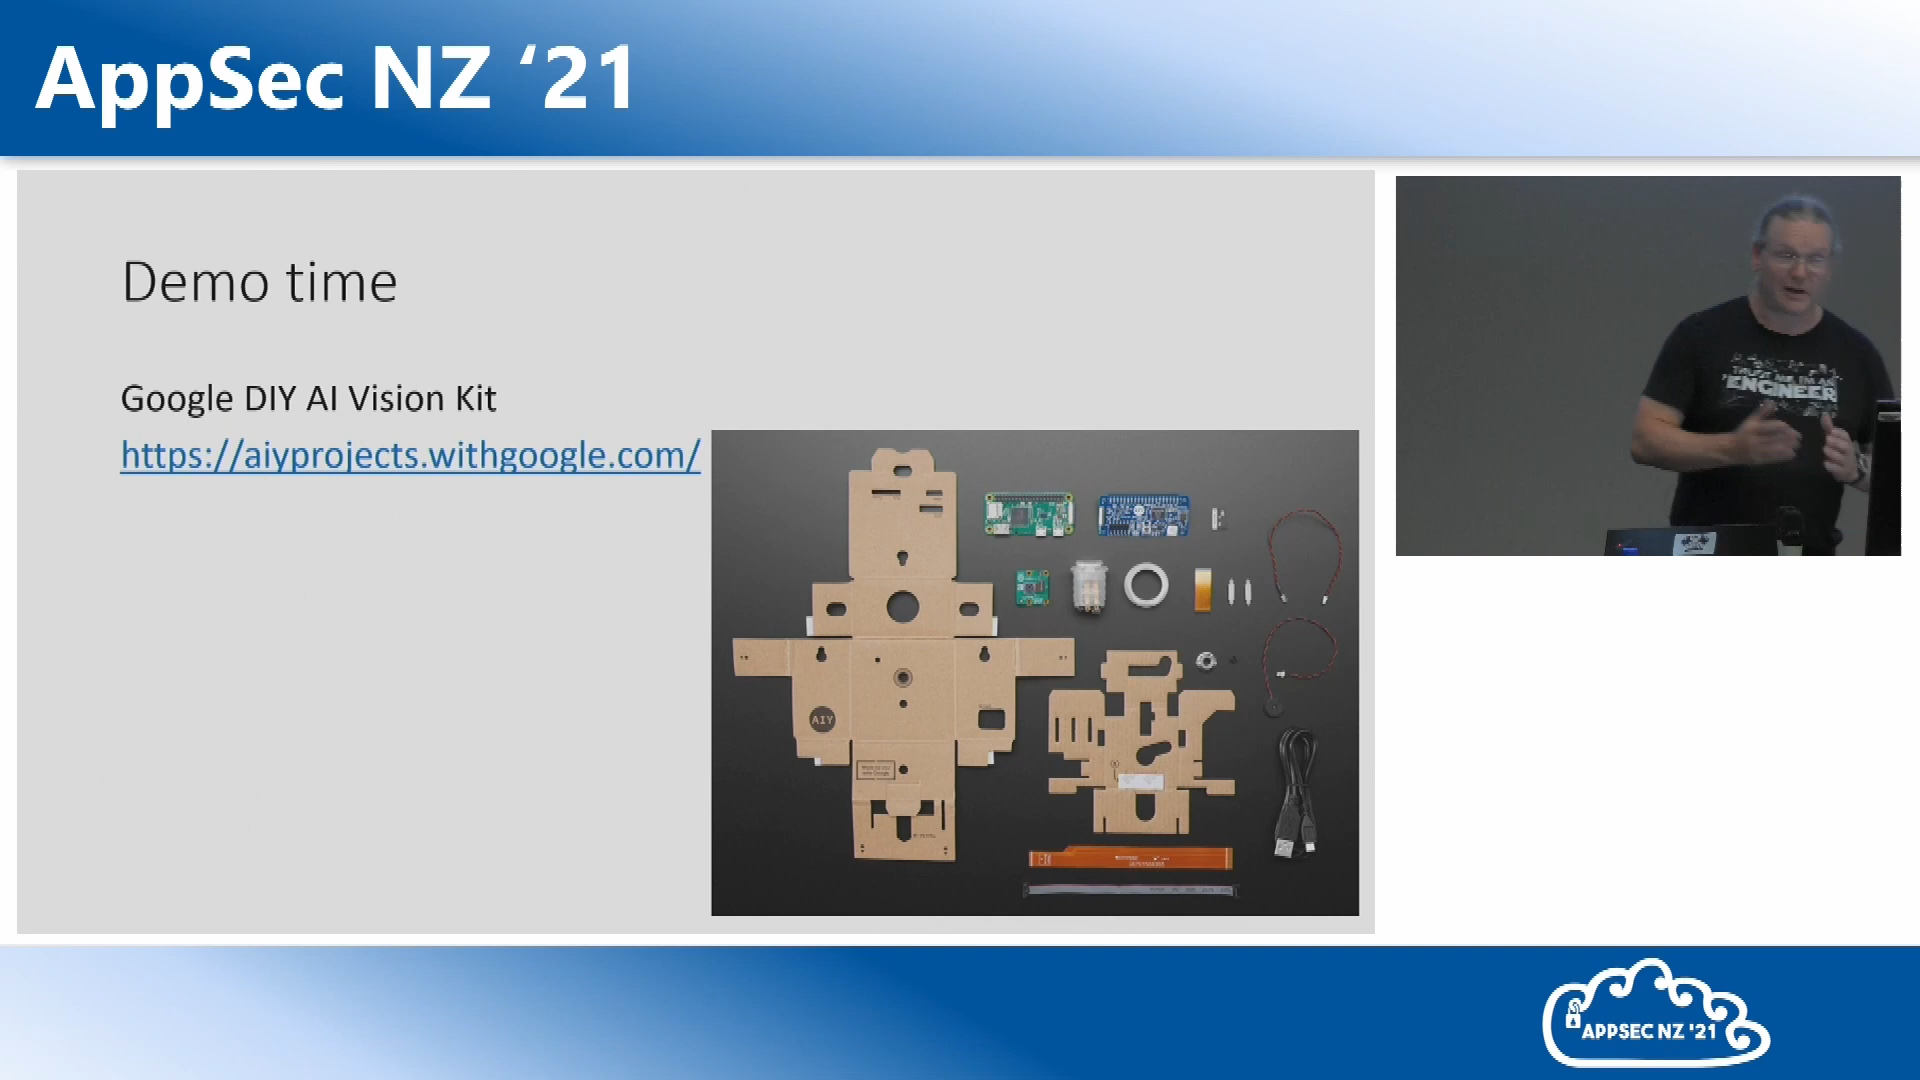 AppSec NZ ‘21
Demo time
Google DIY AI Vision Kit
https://aiyprojects.withgoogle.com/
AIY
TRUST ME I'M AN
ENGINEER
APPSEC NZ '21